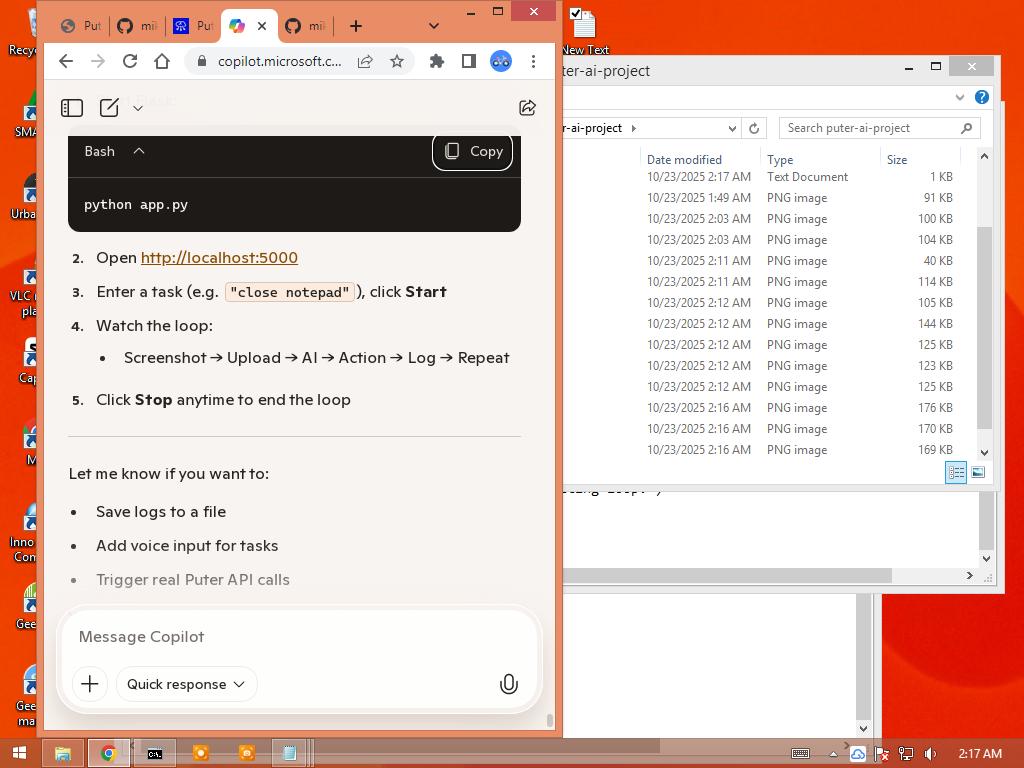 Put
mil
Put
mil
copilot.microsoft.c...
Bash
Copy
python app.py
2. Open http://localhost:5000
3. Enter a task (e.g. "close notepad"), click Start
4. Watch the loop:
• Screenshot → Upload → AI → Action → Log → Repeat
5. Click Stop anytime to end the loop
Let me know if you want to:
• Save logs to a file
• Add voice input for tasks
• Trigger real Puter API calls
Message Copilot
Quick response
New Text
ter-ai-project
r-ai-project
Search puter-ai-project
Date modified Type Size
10/23/2025 2:17 AM Text Document 1 KB
10/23/2025 1:49 AM PNG image 91 KB
10/23/2025 2:03 AM PNG image 100 KB
10/23/2025 2:03 AM PNG image 104 KB
10/23/2025 2:11 AM PNG image 40 KB
10/23/2025 2:11 AM PNG image 114 KB
10/23/2025 2:12 AM PNG image 105 KB
10/23/2025 2:12 AM PNG image 144 KB
10/23/2025 2:12 AM PNG image 125 KB
10/23/2025 2:12 AM PNG image 123 KB
10/23/2025 2:12 AM PNG image 125 KB
10/23/2025 2:16 AM PNG image 176 KB
10/23/2025 2:16 AM PNG image 170 KB
10/23/2025 2:16 AM PNG image 169 KB
Recyc
SMA
Urba
VLC
pla
Cap
M
Inno
Com
Gee
Gee
ma
2:17 AM